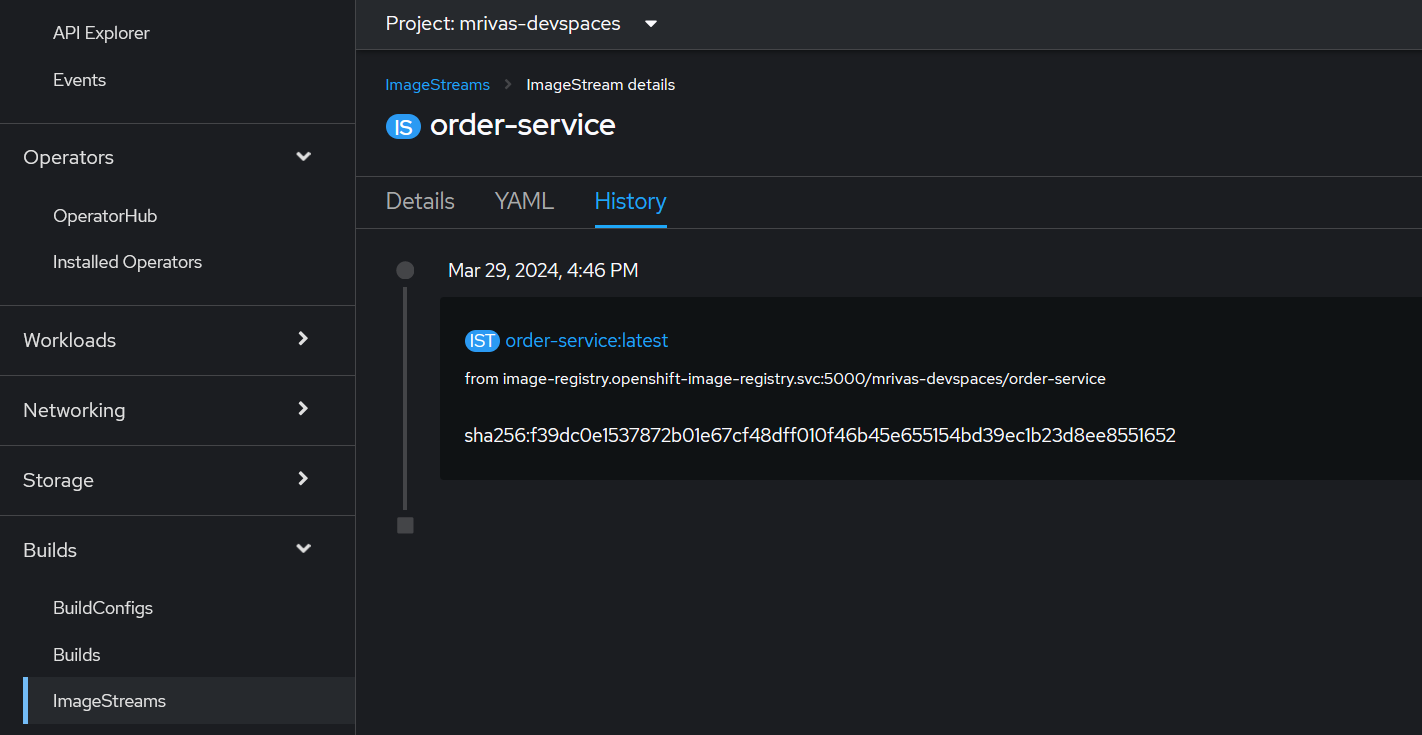 API Explorer
Events
Operators
OperatorHub
Installed Operators
Workloads
Networking
Storage
Builds
BuildConfigs
Builds
ImageStreams
Project: mrivas-devspaces
ImageStreams > ImageStream details
IS order-service
Details YAML History
Mar 29, 2024, 4:46 PM
IST order-service:latest
from image-registry.openshift-image-registry.svc:5000/mrivas-devspaces/order-service
sha256:f39dc0e1537872b01e67cf48dff010f46b45e655154bd39ec1b23d8ee8551652